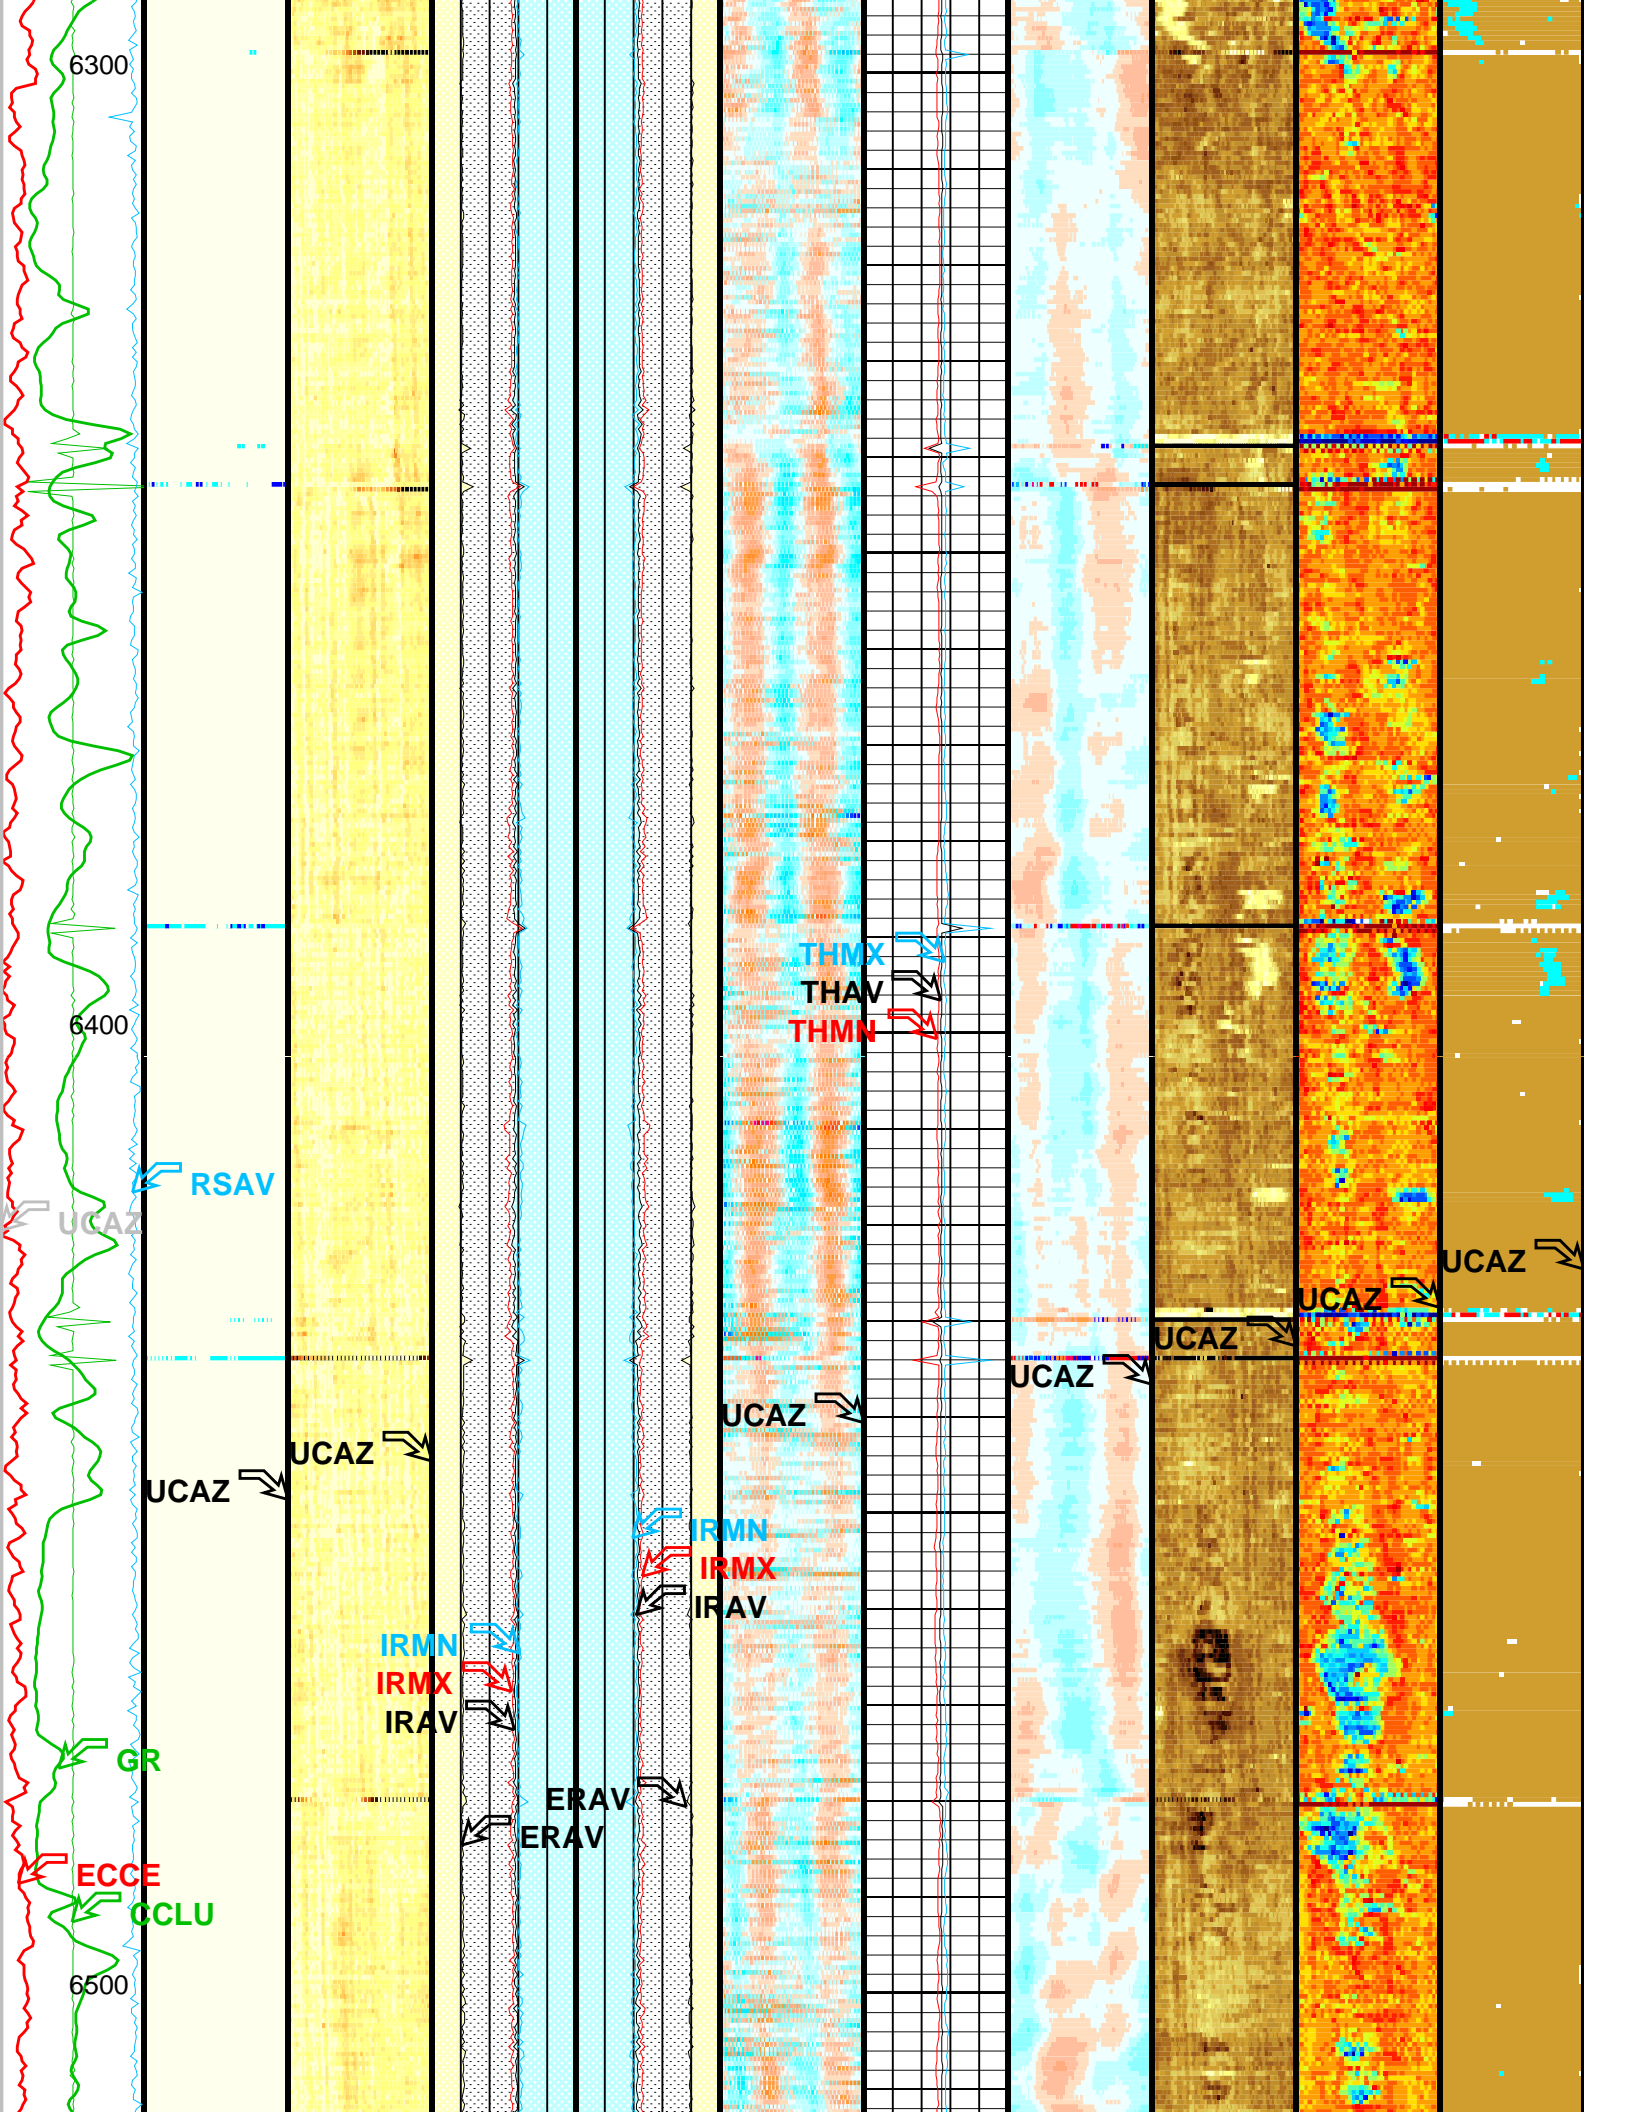 6300
THMX
THAV
6400
THMN
RSAV
UCAZ
UCAZ
UCAZ
UCAZ
UCAZ
UCAZ
UCAZ
UCAZ
IRMN
IRMX
IRAV
IRMN
IRMX
IRAV
GR
ERAV
ERAV
ECCE
CCLU
6500